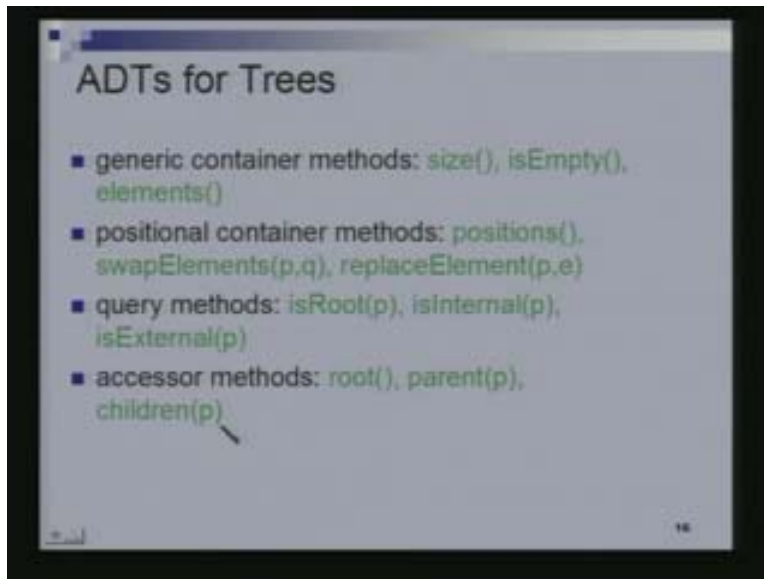 ADTs for Trees
generic container methods: size(), isEmpty(),
elements()
positional container methods: positions(),
swapElements(p,q), replaceElement(p,e)
query methods: isRoot(p), isInternal(p),
isExternal(p)
accessor methods: root(), parent(p),
children(p)
16